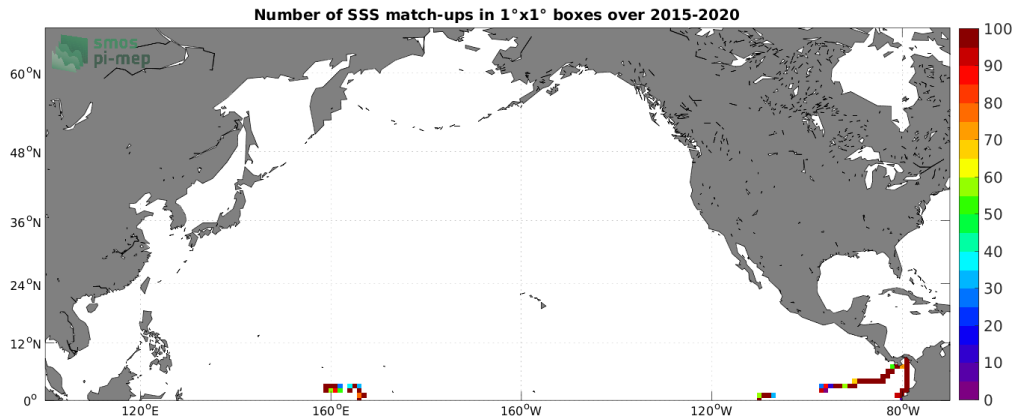 Number of SSS match-ups in 1°x1° boxes over 2015-2020
smos
pi-mep
60°N
48°N
36°N
24°N
12°N
0°
120°E
160°E
160°W
120°W
80°W
100
90
80
70
60
50
40
30
20
10
0